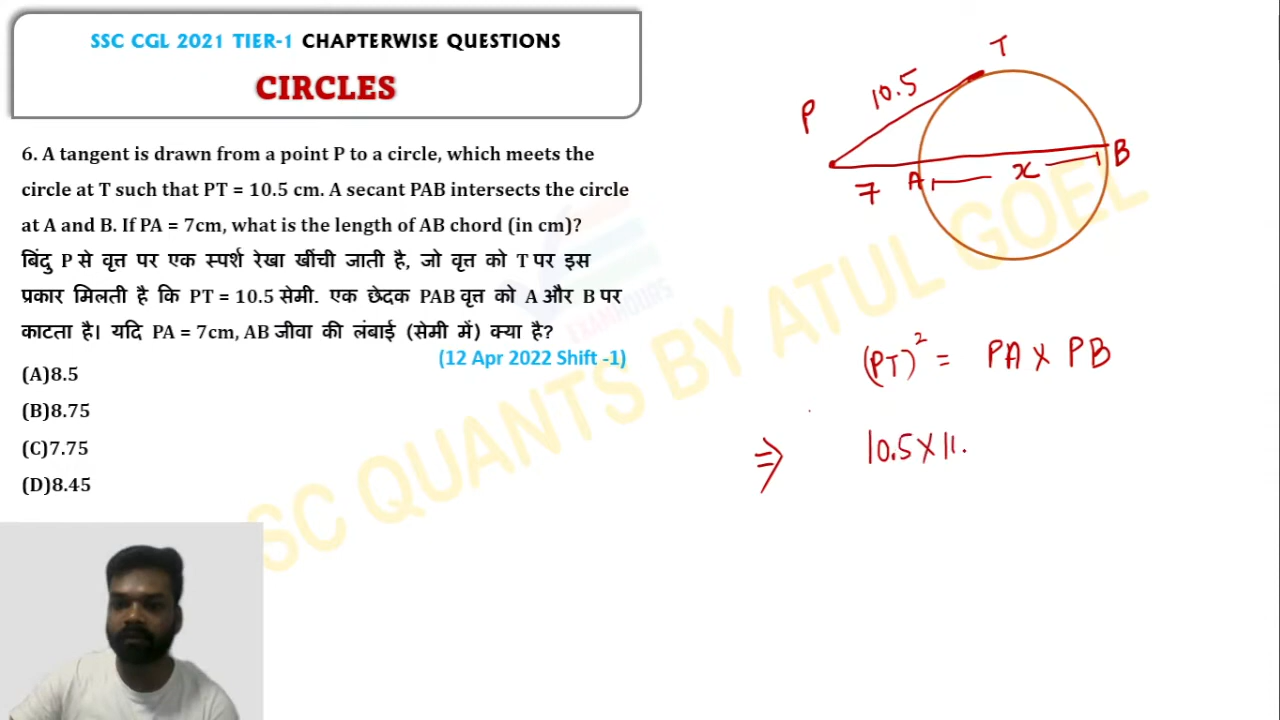 SSC CGL 2021 TIER-1 CHAPTERWISE QUESTIONS
CIRCLES
6. A tangent is drawn from a point P to a circle, which meets the
circle at T such that PT = 10.5 cm. A secant PAB intersects the circle
at A and B. If PA = 7cm, what is the length of AB chord (in cm)?
बिंदु P से वृत्त पर एक स्पर्श रेखा खींची जाती है, जो वृत्त को T पर इस
प्रकार मिलती है कि PT = 10.5 सेमी. एक छेदक PAB वृत्त को A और B पर
काटता है। यदि PA = 7cm, AB जीवा की लंबाई (सेमी में) क्या है?
(12 Apr 2022 Shift -1)
(A)8.5
(B)8.75
(C)7.75
(D)8.45
T
10.5
P
B
7 A x
(PT)² = PA × PB
⇒ 10.5 × 11.
SC QUANTS BY ATUL GOEL
EXAMHOURS